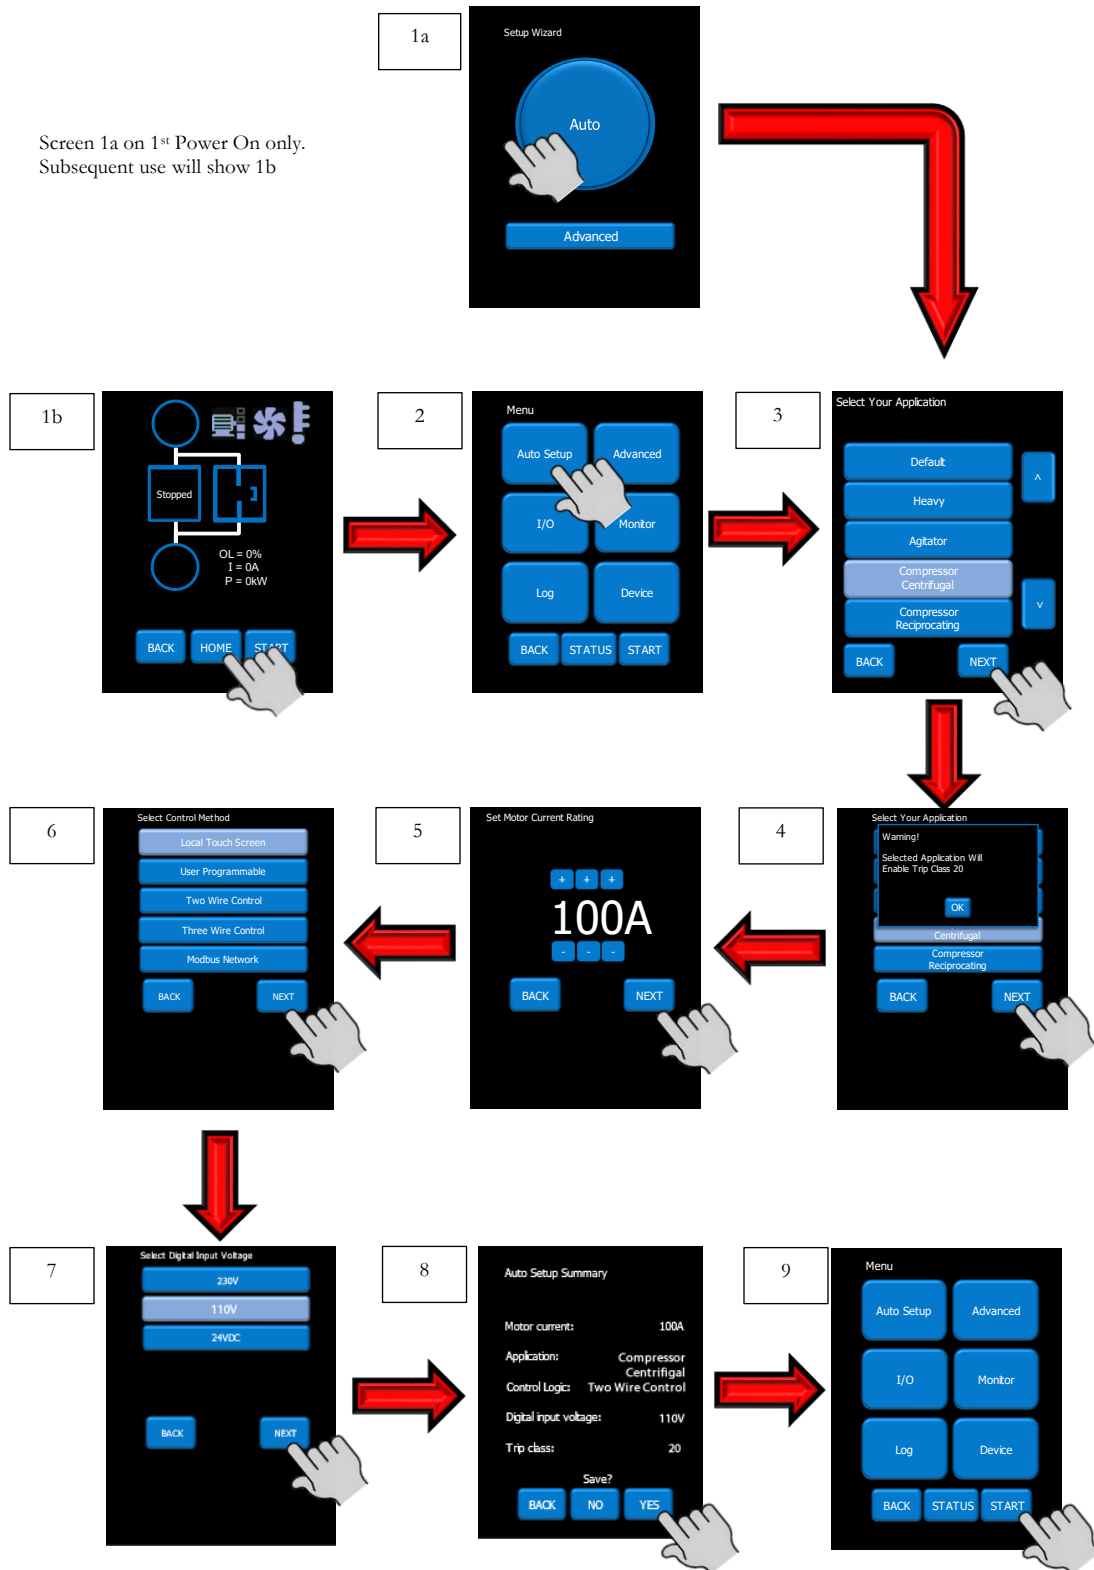 1a
Setup Wizard
Auto
Advanced
Screen 1a on 1st Power On only.
Subsequent use will show 1b
1b
Stopped
OL = 0%
I = 0A
P = 0kW
BACK HOME START
2
Menu
Auto Setup Advanced
I/O Monitor
Log Device
BACK STATUS START
3
Select Your Application
Default
Heavy
Agitator
Compressor
Centrifugal
Compressor
Reciprocating
^
v
BACK NEXT
4
Select Your Application
Warning!
Selected Application Will
Enable Trip Class 20
OK
Centrifugal
Compressor
Reciprocating
BACK NEXT
5
Set Motor Current Rating
+ + +
100A
- - -
BACK NEXT
6
Select Control Method
Local Touch Screen
User Programmable
Two Wire Control
Three Wire Control
Modbus Network
BACK NEXT
7
Select Digital Input Voltage
230V
110V
24VDC
BACK NEXT
8
Auto Setup Summary
Motor current: 100A
Application: Compressor
Centrifigal
Control Logic: Two Wire Control
Digital input voltage: 110V
Trip class: 20
Save?
BACK NO YES
9
Menu
Auto Setup Advanced
I/O Monitor
Log Device
BACK STATUS START